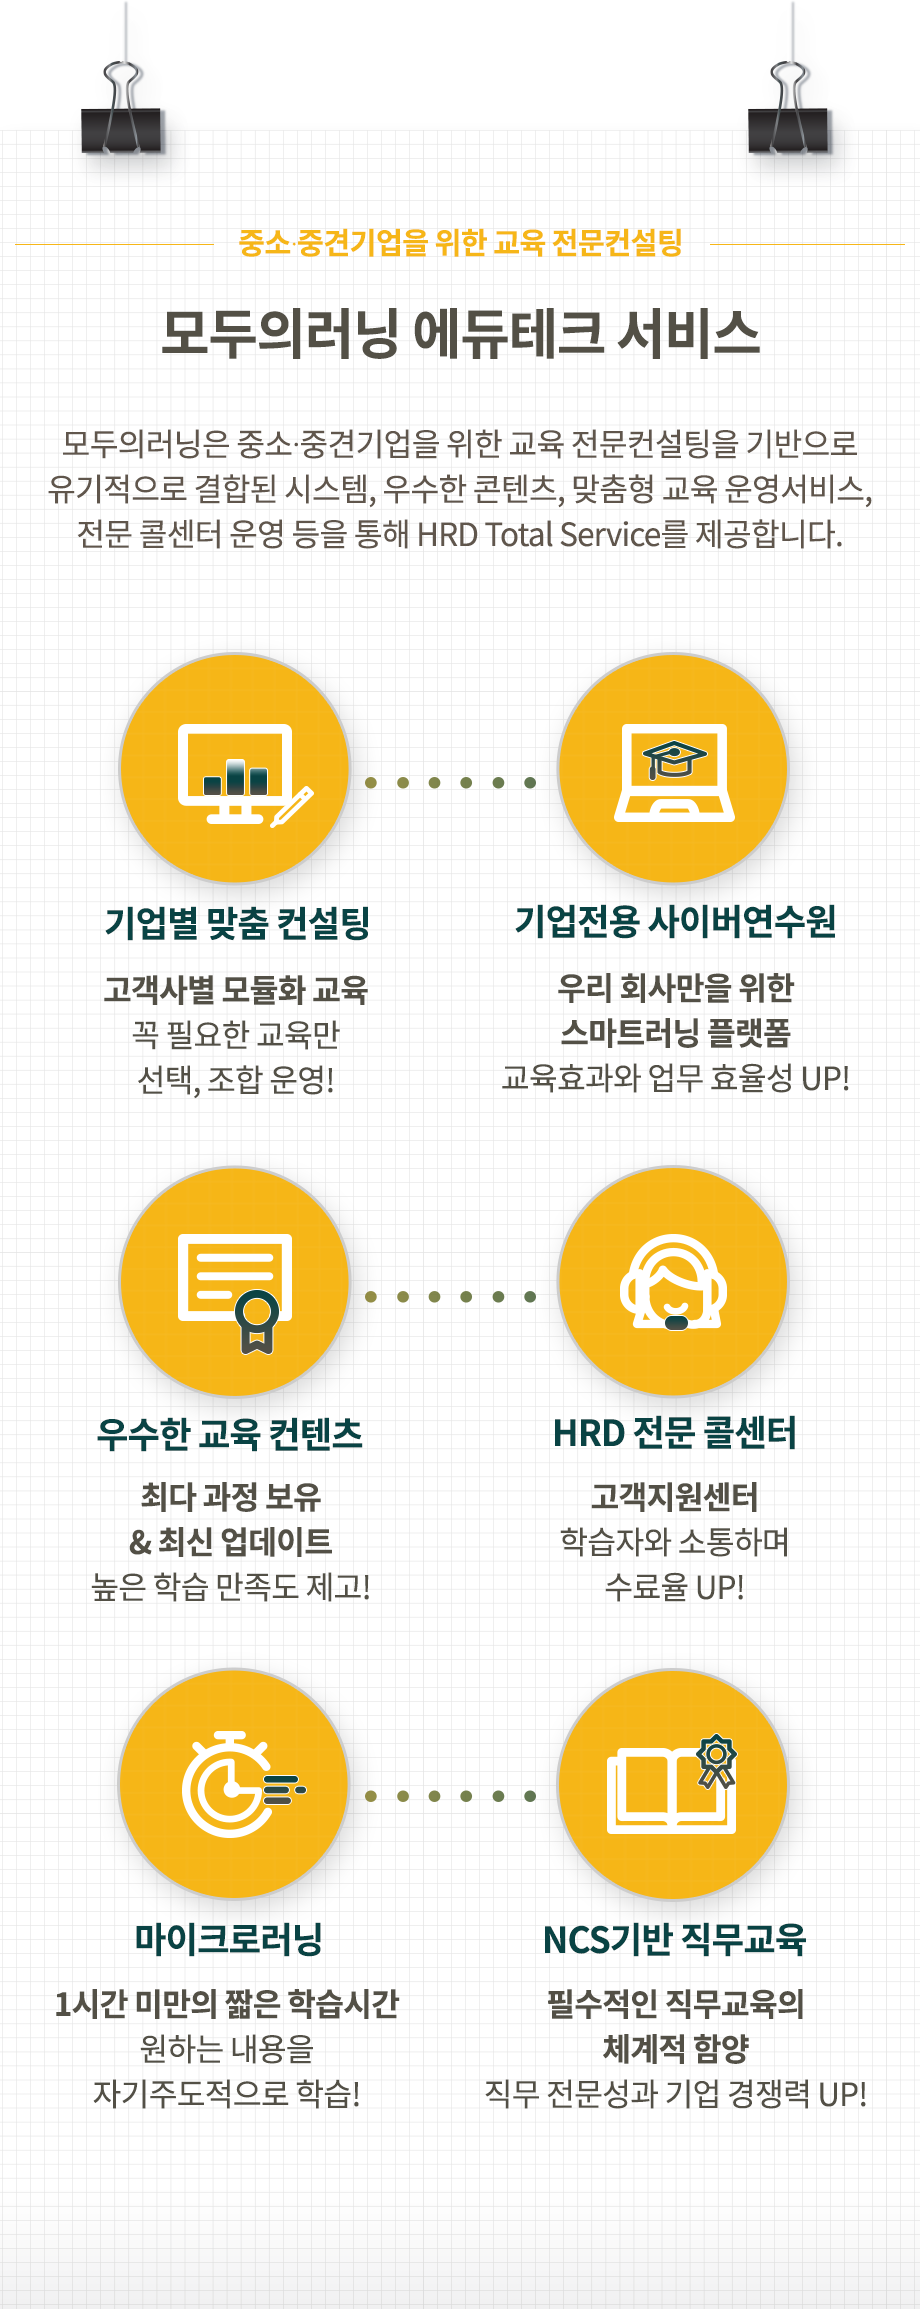 중소·중견기업을 위한 교육 전문컨설팅
모두의러닝 에듀테크 서비스
모두의러닝은 중소·중견기업을 위한 교육 전문컨설팅을 기반으로
유기적으로 결합된 시스템, 우수한 콘텐츠, 맞춤형 교육 운영서비스,
전문 콜센터 운영 등을 통해 HRD Total Service를 제공합니다.
기업별 맞춤 컨설팅
고객사별 모듈화 교육
꼭 필요한 교육만
선택, 조합 운영!
기업전용 사이버연수원
우리 회사만을 위한
스마트러닝 플랫폼
교육효과와 업무 효율성 UP!
우수한 교육 컨텐츠
최다 과정 보유
& 최신 업데이트
높은 학습 만족도 제고!
HRD 전문 콜센터
고객지원센터
학습자와 소통하며
수료율 UP!
마이크로러닝
1시간 미만의 짧은 학습시간
원하는 내용을
자기주도적으로 학습!
NCS기반 직무교육
필수적인 직무교육의
체계적 함양
직무 전문성과 기업 경쟁력 UP!